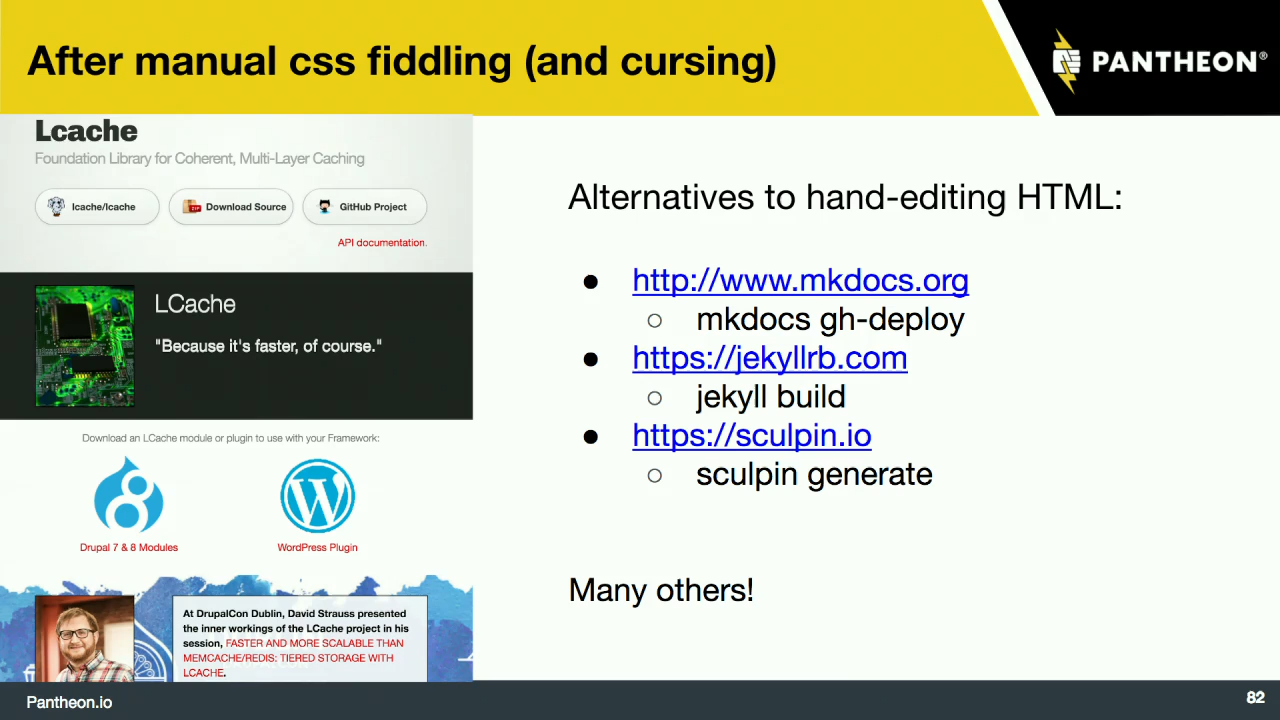 After manual css fiddling (and cursing)
PANTHEON®
Lcache
Foundation Library for Coherent, Multi-Layer Caching
lcache/lcache
Download Source
GitHub Project
API documentation.
LCache
"Because it's faster, of course."
Download an LCache module or plugin to use with your Framework:
Drupal 7 & 8 Modules
WordPress Plugin
At DrupalCon Dublin, David Strauss presented
the inner workings of the LCache project in his
session, FASTER AND MORE SCALABLE THAN
MEMCACHE/REDIS: TIERED STORAGE WITH
LCACHE.
Alternatives to hand-editing HTML:
● http://www.mkdocs.org
○ mkdocs gh-deploy
● https://jekyllrb.com
○ jekyll build
● https://sculpin.io
○ sculpin generate
Many others!
Pantheon.io
82